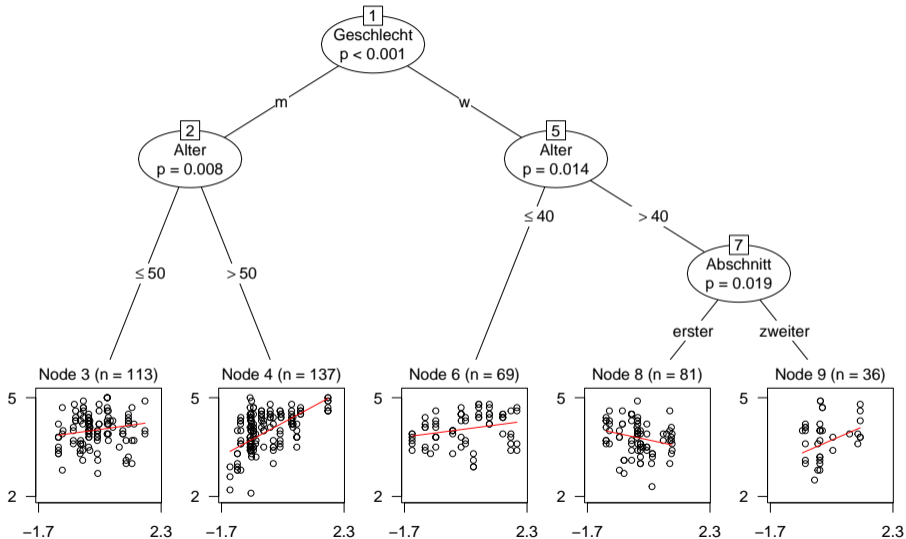 1
Geschlecht
p < 0.001
m
w
2
Alter
p = 0.008
5
Alter
p = 0.014
≤ 40
> 40
7
Abschnitt
p = 0.019
≤ 50
> 50
erster
zweiter
Node 3 (n = 113)
Node 4 (n = 137)
Node 6 (n = 69)
Node 8 (n = 81)
Node 9 (n = 36)
5
5
5
5
5
2
2
2
2
2
−1.7
2.3
−1.7
2.3
−1.7
2.3
−1.7
2.3
−1.7
2.3